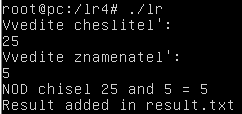 root@pc:/lr4# ./lr
Vvedite cheslitel':
25
Vvedite znamenatel':
5
NOD chisel 25 and 5 = 5
Result added in result.txt